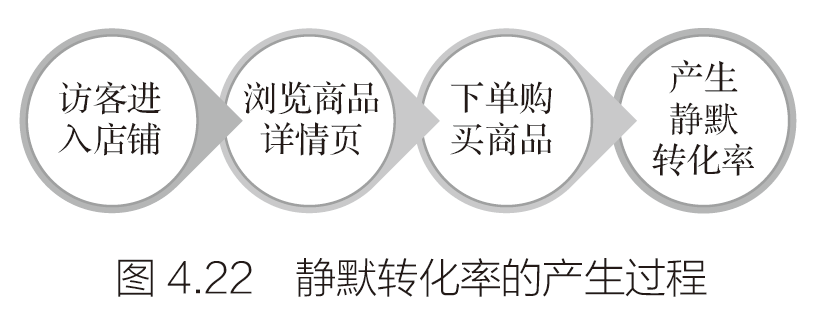 访客进
入店铺
浏览商品
详情页
下单购
买商品
产生
静默
转化率
图 4.22 静默转化率的产生过程